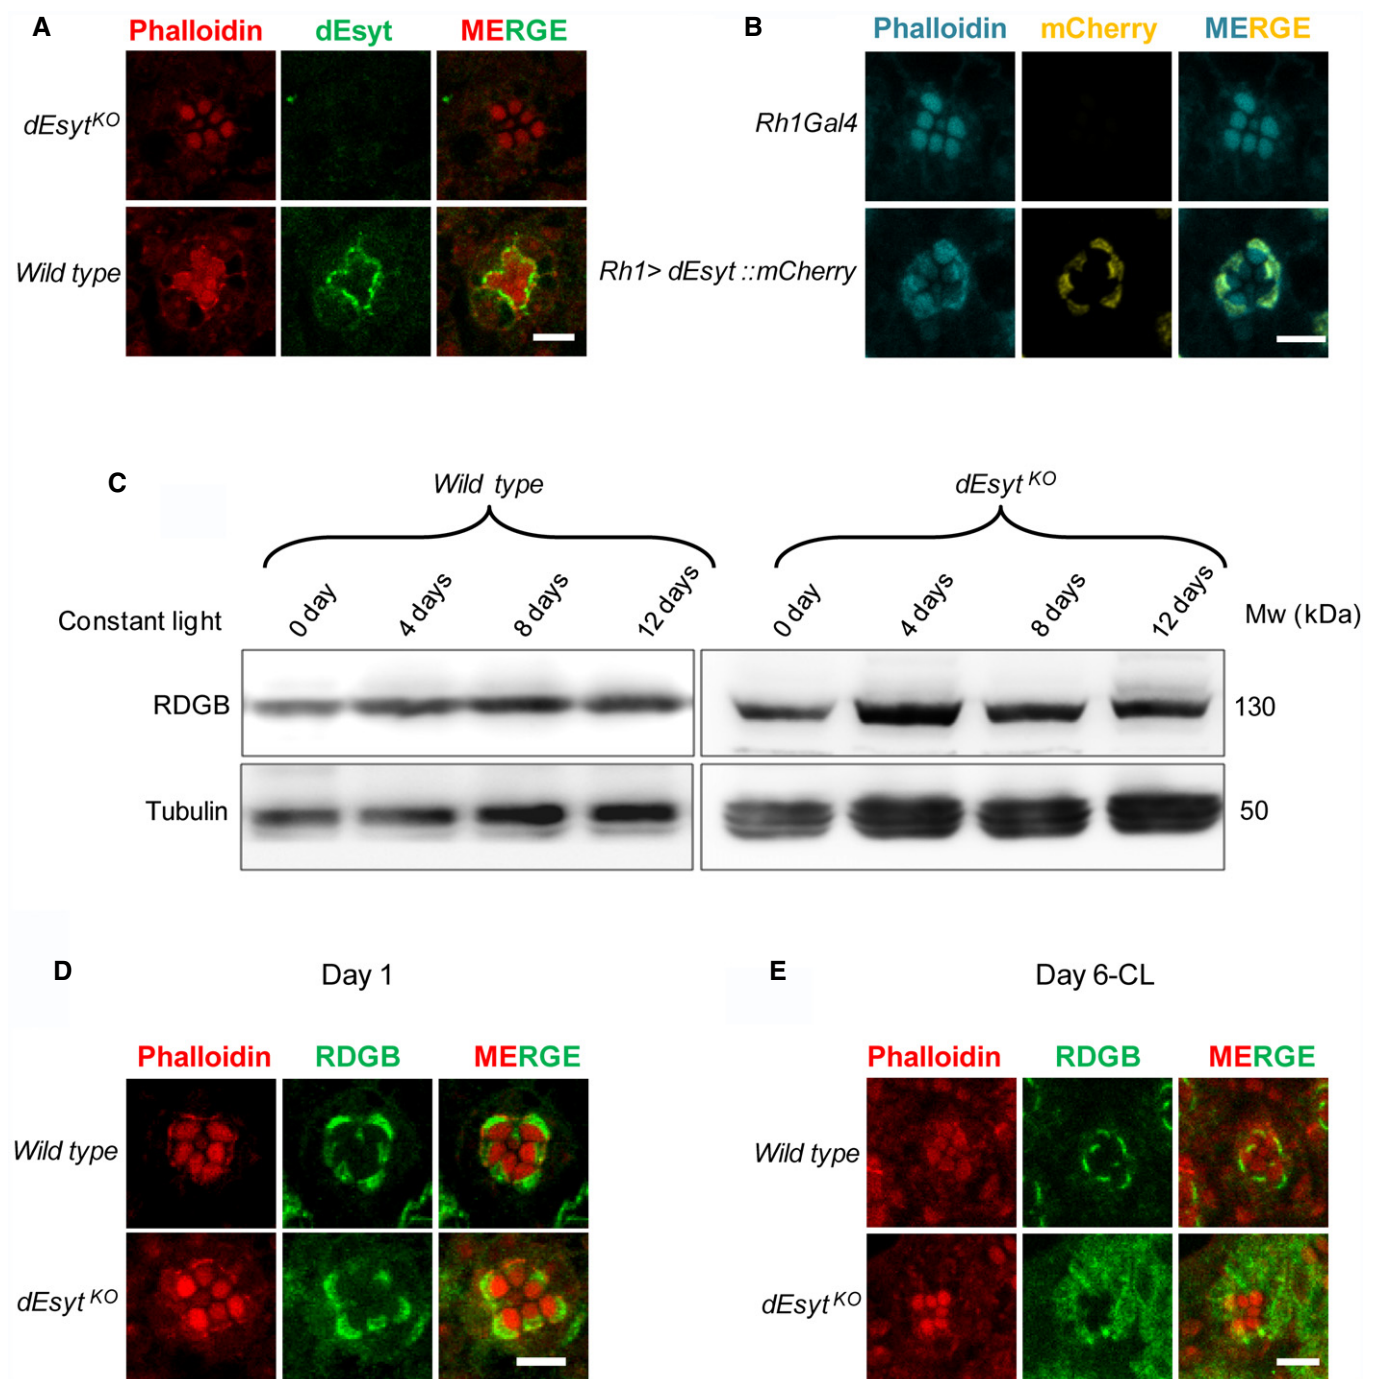 A
Phalloidin dEsyt MERGE
dEsyt KO
Wild type
B
Phalloidin mCherry MERGE
Rh1Gal4
Rh1> dEsyt ::mCherry
C
Wild type
dEsyt KO
Constant light
0 day 4 days 8 days 12 days 0 day 4 days 8 days 12 days
Mw (kDa)
RDGB
130
Tubulin
50
D
Day 1
Phalloidin RDGB MERGE
Wild type
dEsyt KO
E
Day 6-CL
Phalloidin RDGB MERGE
Wild type
dEsyt KO